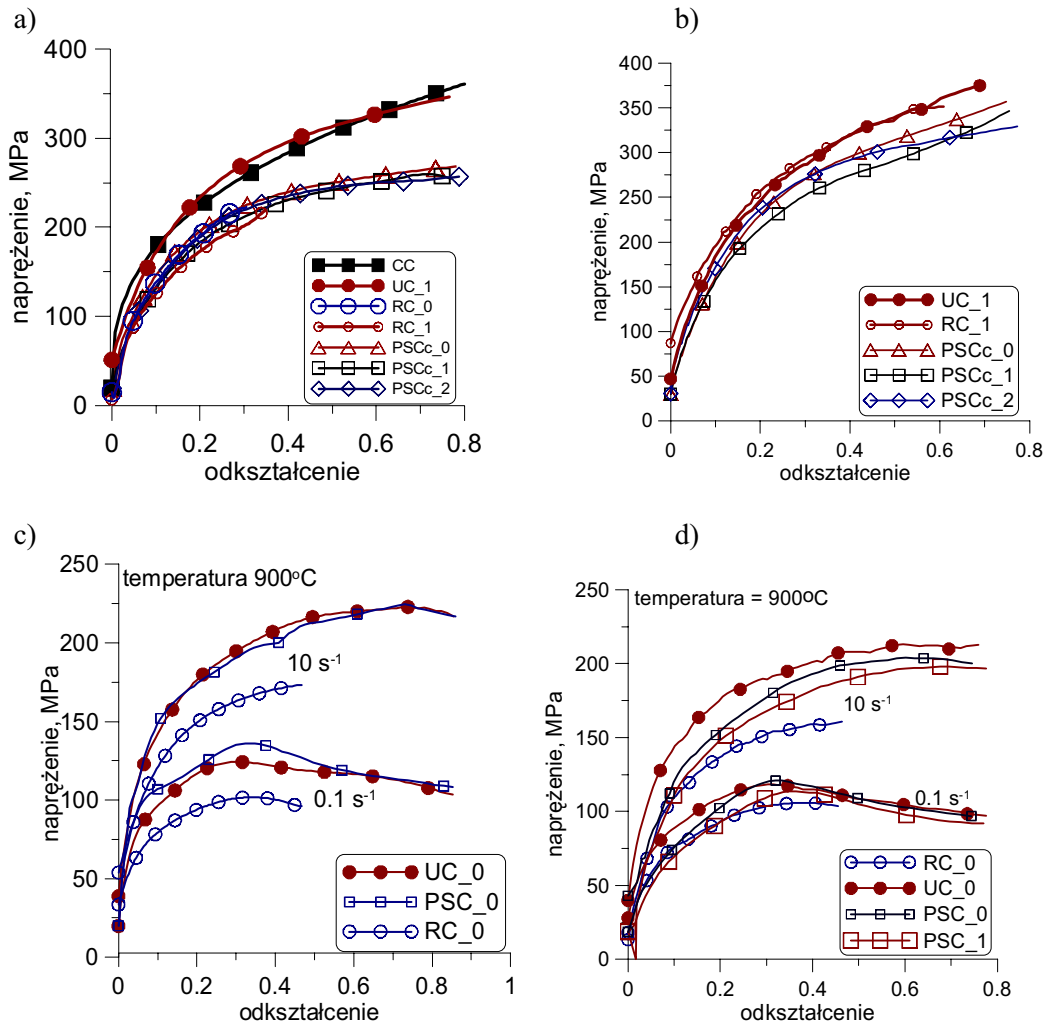 a)
400
300
200
100
0
naprężenie, MPa
0
0.2
0.4
0.6
0.8
odkształcenie
CC
UC_1
RC_0
RC_1
PSCc_0
PSCc_1
PSCc_2
b)
400
350
300
250
200
150
100
50
0
naprężenie, MPa
0
0.2
0.4
0.6
0.8
odkształcenie
UC_1
RC_1
PSCc_0
PSCc_1
PSCc_2
c)
250
200
150
100
50
0
naprężenie, MPa
temperatura 900ºC
10 s-1
0.1 s-1
0
0.2
0.4
0.6
0.8
1
odkształcenie
UC_0
PSC_0
RC_0
d)
250
200
150
100
50
0
naprężenie, MPa
temperatura = 900OC
10 s-1
0.1 s-1
0
0.2
0.4
0.6
0.8
odkształcenie
RC_0
UC_0
PSC_0
PSC_1